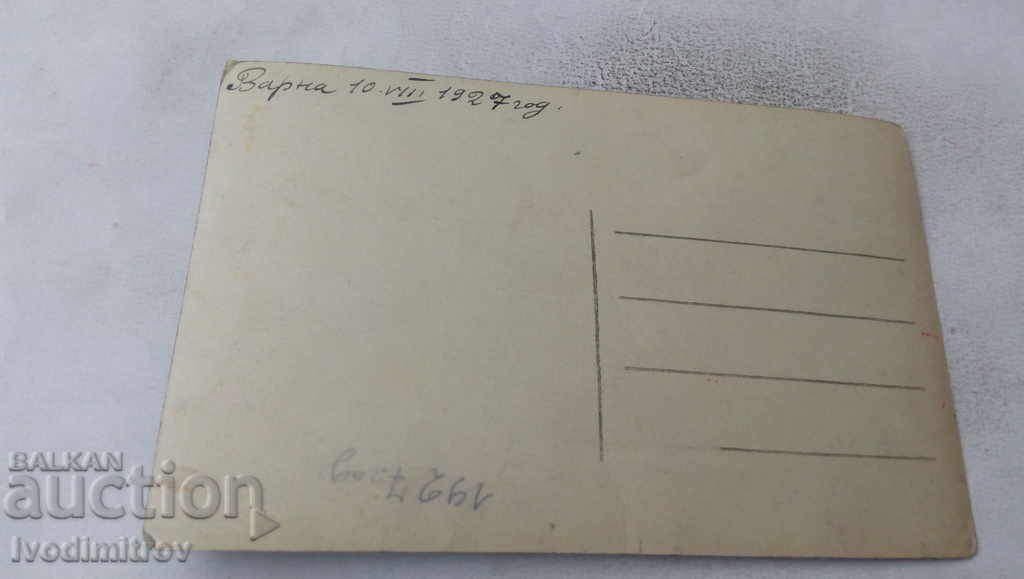 Варна 10. VIII 1927 год.
1927 год
BALKAN
auction
Ivodimitrov